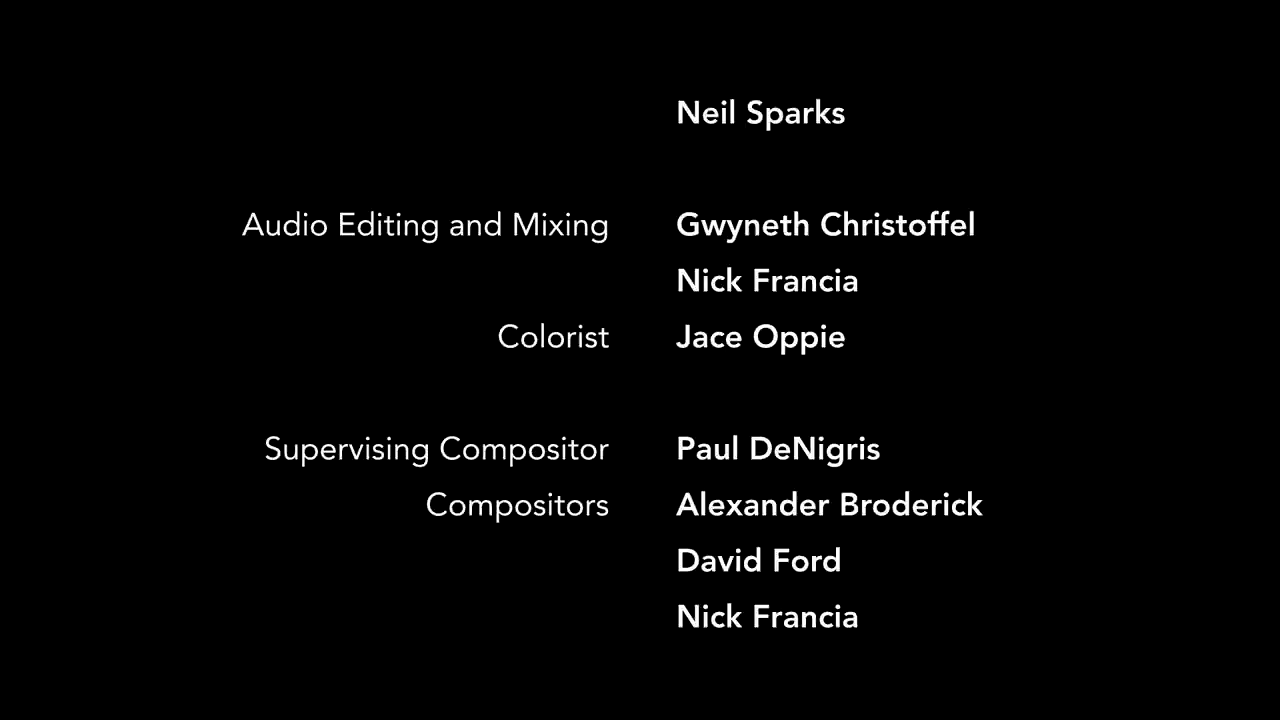 Neil Sparks
Audio Editing and Mixing Gwyneth Christoffel
Nick Francia
Colorist Jace Oppie
Supervising Compositor Paul DeNigris
Compositors Alexander Broderick
David Ford
Nick Francia